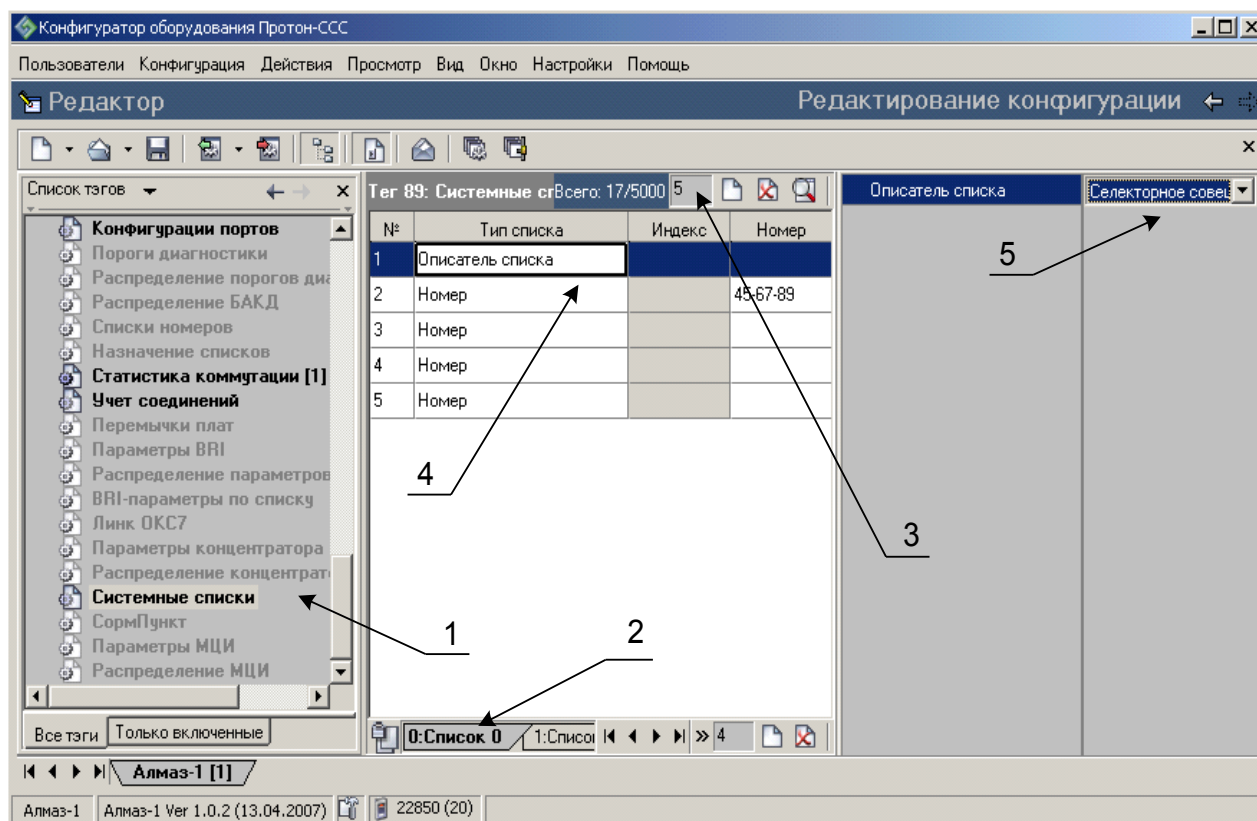 Конфигуратор оборудования Протон-ССС
Пользователи Конфигурация Действия Просмотр Вид Окно Настройки Помощь
Редактор
Редактирование конфигурации
Список тэгов
Конфигурации портов
Пороги диагностики
Распределение порогов диа
Распределение БАКД
Списки номеров
Назначение списков
Статистика коммутации [1]
Учет соединений
Перемычки плат
Параметры BRI
Распределение параметров
BRI-параметры по списку
Линк ОКС7
Параметры концентратора
Распределение концентрат
Системные списки
СормПункт
Параметры МЦИ
Распределение МЦИ
Все тэги
Только включенные
Тег 89: Системные сп
Всего: 17/5000
5
№ Тип списка Индекс Номер
1 Описатель списка
2 Номер 45-67-89
3 Номер
4 Номер
5 Номер
0:Список 0
1:Список
4
Описатель списка
Селекторное совещ
1
2
3
4
5
Алмаз-1 [1]
Алмаз-1
Алмаз-1 Ver 1.0.2 (13.04.2007)
22850 (20)